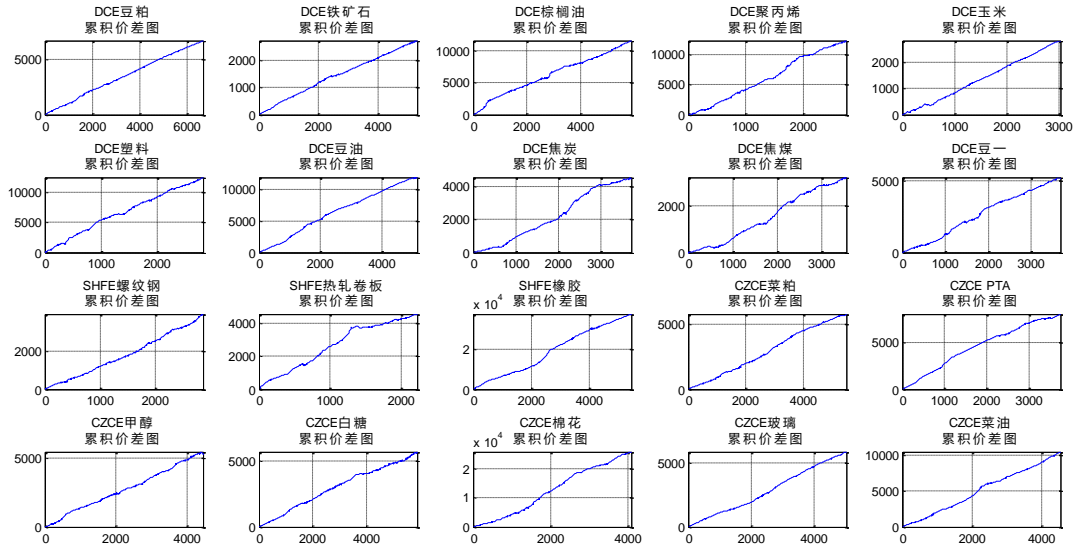 DCE豆粕
累积价差图
5000
0
0 2000 4000 6000
DCE铁矿石
累积价差图
2000
1000
0
0 2000 4000
DCE棕榈油
累积价差图
10000
5000
0
0 2000 4000
DCE聚丙烯
累积价差图
10000
5000
0
0 1000 2000
DCE玉米
累积价差图
2000
1000
0
0 1000 2000 3000
DCE塑料
累积价差图
10000
5000
0
0 1000 2000
DCE豆油
累积价差图
10000
5000
0
0 2000 4000
DCE焦炭
累积价差图
4000
2000
0
0 1000 2000 3000
DCE焦煤
累积价差图
2000
0
0 1000 2000 3000
DCE豆一
累积价差图
5000
0
0 1000 2000 3000
SHFE螺纹钢
累积价差图
2000
0
0 1000 2000
SHFE热轧卷板
累积价差图
4000
2000
0
0 1000 2000
SHFE橡胶
x 10⁴ 累积价差图
2
0
0 2000 4000
CZCE菜粕
累积价差图
5000
0
0 2000 4000
CZCE PTA
累积价差图
5000
0
0 1000 2000 3000
CZCE甲醇
累积价差图
5000
0
0 2000 4000
CZCE白糖
累积价差图
5000
0
0 2000 4000
CZCE棉花
x 10⁴ 累积价差图
2
1
0
0 1000 2000 3000 4000
CZCE玻璃
累积价差图
5000
0
0 2000 4000
CZCE菜油
累积价差图
10000
5000
0
0 2000 4000